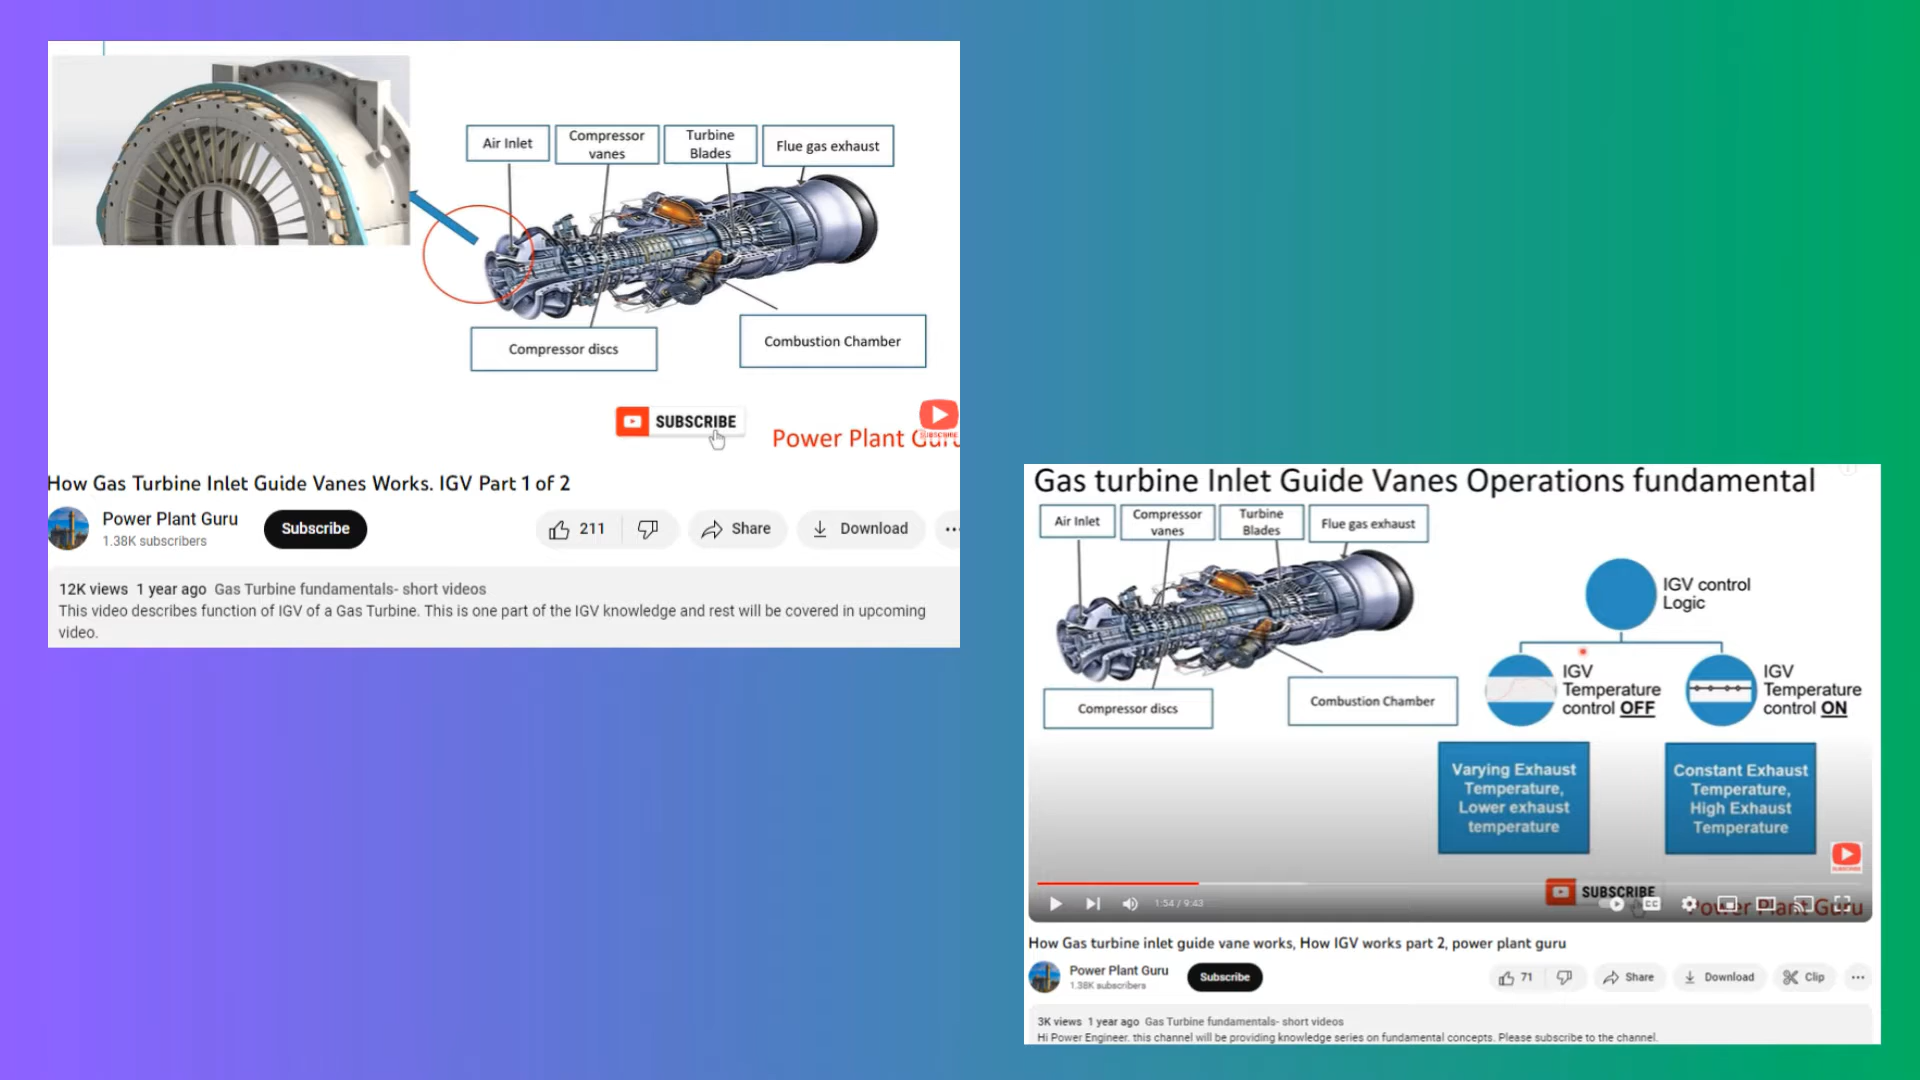 Air Inlet
Compressor
vanes
Turbine
Blades
Flue gas exhaust
Compressor discs
Combustion Chamber
SUBSCRIBE
Power Plant Guru
How Gas Turbine Inlet Guide Vanes Works. IGV Part 1 of 2
Power Plant Guru
1.38K subscribers
Subscribe
211
Share
Download
12K views 1 year ago Gas Turbine fundamentals- short videos
This video describes function of IGV of a Gas Turbine. This is one part of the IGV knowledge and rest will be covered in upcoming
video.
Gas turbine Inlet Guide Vanes Operations fundamental
Air Inlet
Compressor
vanes
Turbine
Blades
Flue gas exhaust
Compressor discs
Combustion Chamber
IGV control
Logic
IGV
Temperature
control OFF
IGV
Temperature
control ON
Varying Exhaust
Temperature,
Lower exhaust
temperature
Constant Exhaust
Temperature,
High Exhaust
Temperature
SUBSCRIBE
Power Plant Guru
1:54 / 9:43
CC
How Gas turbine inlet guide vane works, How IGV works part 2, power plant guru
Power Plant Guru
1.38K subscribers
Subscribe
71
Share
Download
Clip
3K views 1 year ago Gas Turbine fundamentals- short videos
Hi Power Engineer. this channel will be providing knowledge series on fundamental concepts. Please subscribe to the channel.